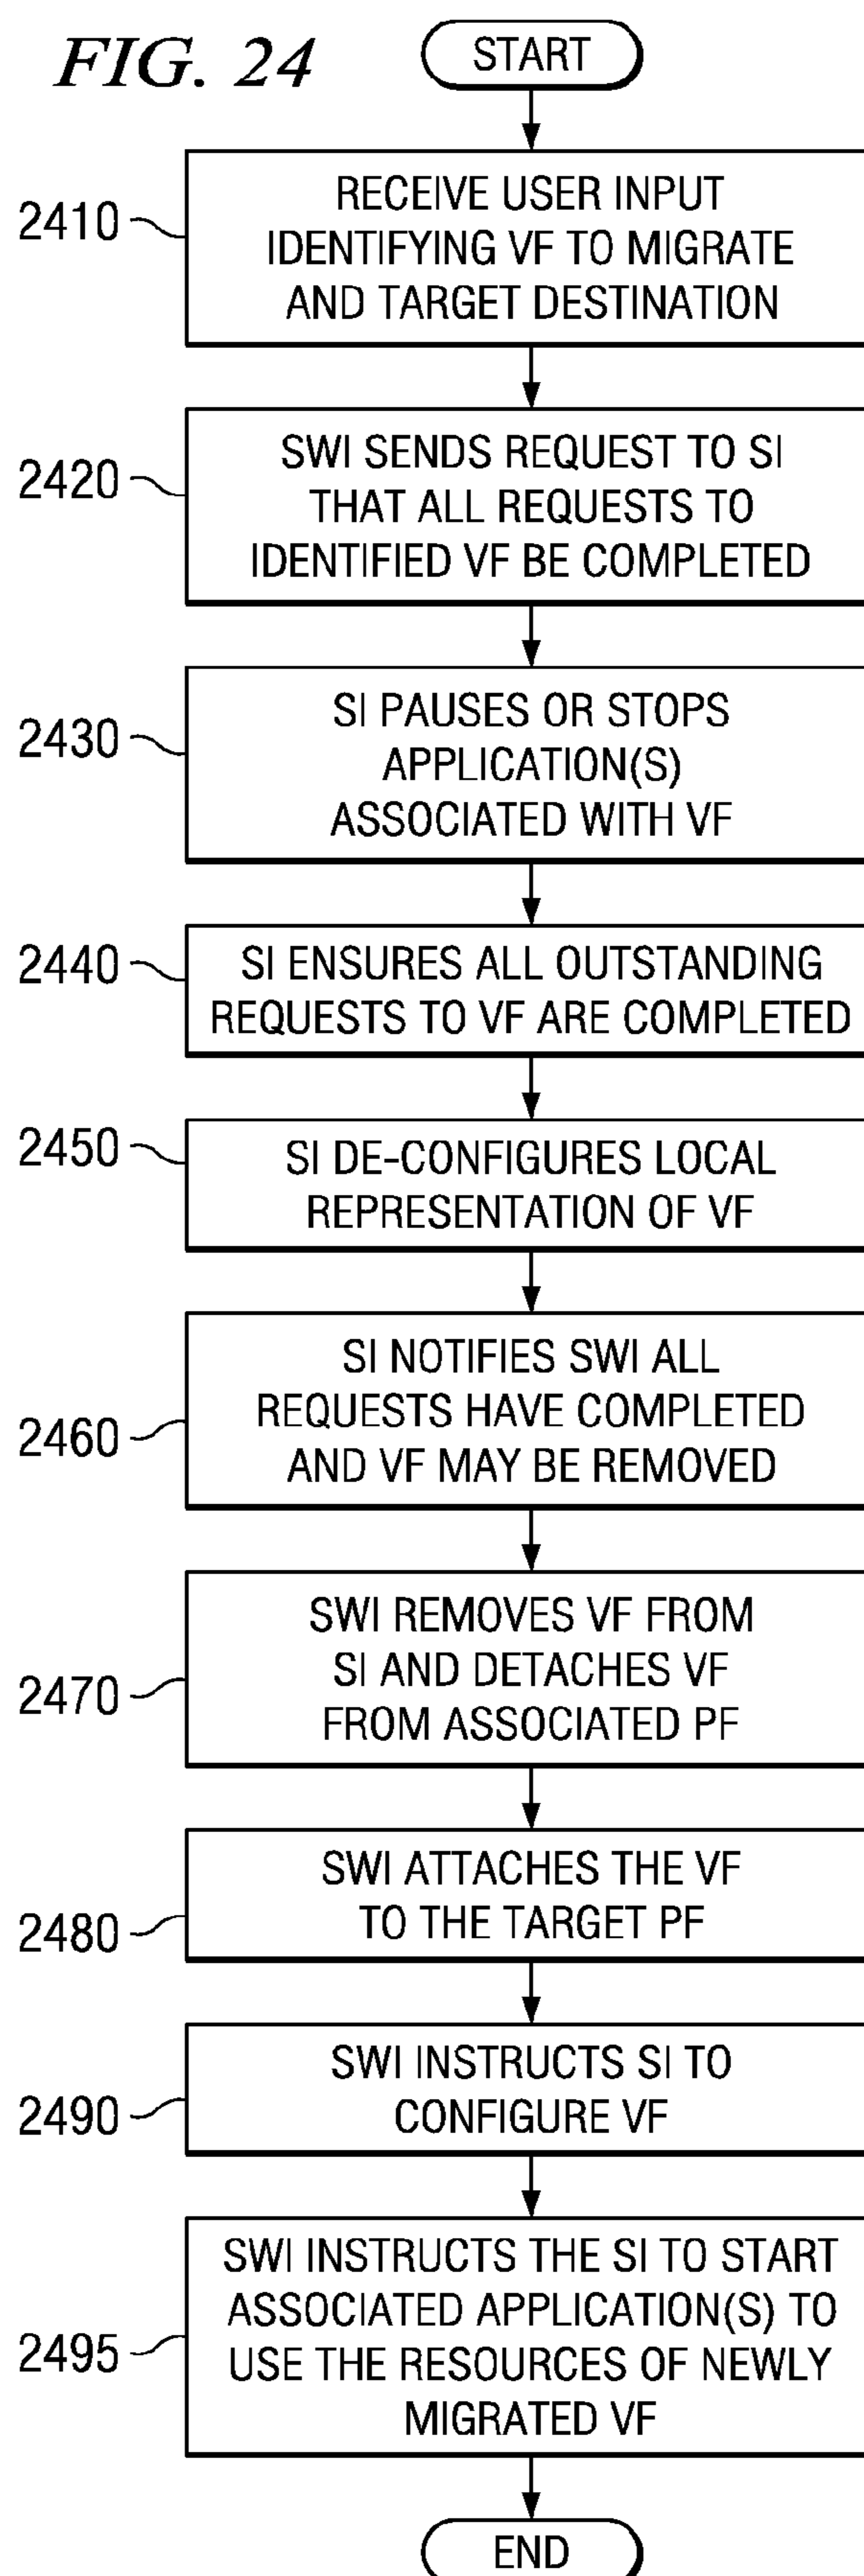 FIG. 24
START
2410
RECEIVE USER INPUT
IDENTIFYING VF TO MIGRATE
AND TARGET DESTINATION
2420
SWI SENDS REQUEST TO SI
THAT ALL REQUESTS TO
IDENTIFIED VF BE COMPLETED
2430
SI PAUSES OR STOPS
APPLICATION(S)
ASSOCIATED WITH VF
2440
SI ENSURES ALL OUTSTANDING
REQUESTS TO VF ARE COMPLETED
2450
SI DE-CONFIGURES LOCAL
REPRESENTATION OF VF
2460
SI NOTIFIES SWI ALL
REQUESTS HAVE COMPLETED
AND VF MAY BE REMOVED
2470
SWI REMOVES VF FROM
SI AND DETACHES VF
FROM ASSOCIATED PF
2480
SWI ATTACHES THE VF
TO THE TARGET PF
2490
SWI INSTRUCTS SI TO
CONFIGURE VF
2495
SWI INSTRUCTS THE SI TO START
ASSOCIATED APPLICATION(S) TO
USE THE RESOURCES OF NEWLY
MIGRATED VF
END